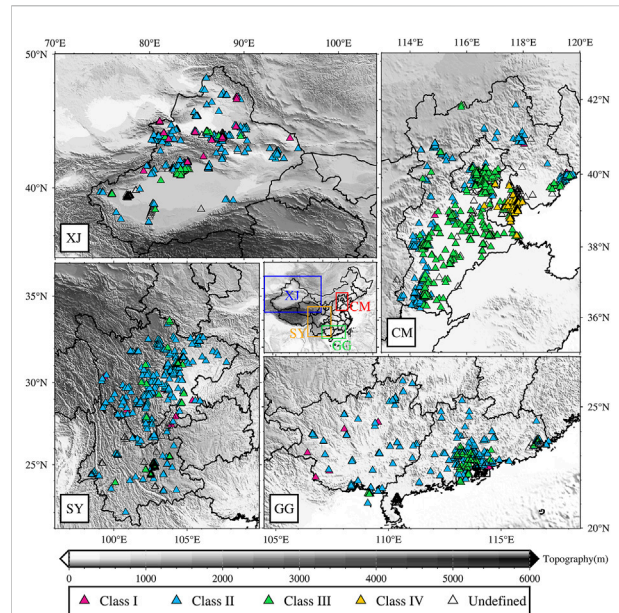 70°E 80°E 90°E 100°E
114°E 116°E 118°E 120°E
50°N
40°N
XJ
42°N
40°N
38°N
36°N
CM
35°N
30°N
25°N
SY
100°E 105°E
XJ
CM
SY
GG
25°N
20°N
GG
105°E 110°E 115°E
Topography(m)
0 1000 2000 3000 4000 5000 6000
Class I Class II Class III Class IV Undefined